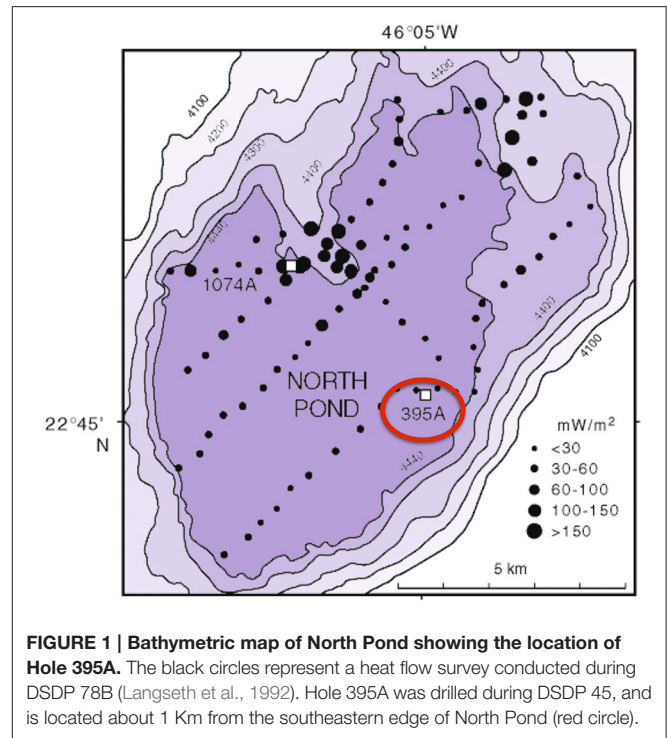 46°05'W
4400
4100
4200
4300
4400
4440
1074A
4400
4100
NORTH
POND
395A
22°45'
N
4440
mW/m²
<30
30-60
60-100
100-150
>150
5 km
FIGURE 1 | Bathymetric map of North Pond showing the location of
Hole 395A. The black circles represent a heat flow survey conducted during
DSDP 78B (Langseth et al., 1992). Hole 395A was drilled during DSDP 45, and
is located about 1 Km from the southeastern edge of North Pond (red circle).